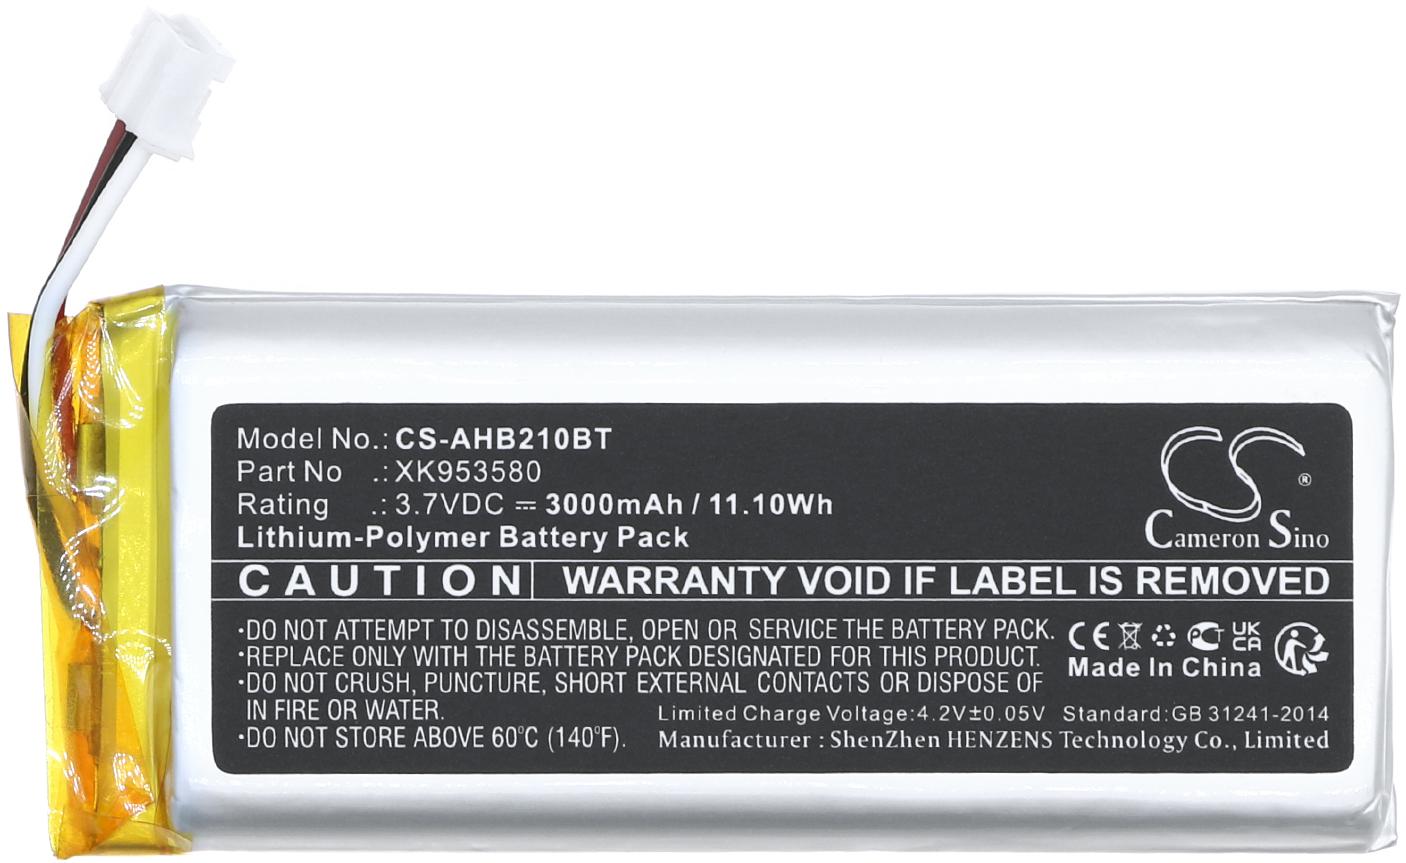 Model No.: CS-AHB210BT
Part No .: XK953580
Rating .: 3.7VDC ⎓ 3000mAh / 11.10Wh
Lithium-Polymer Battery Pack
CS ®
Cameron Sino
CAUTION WARRANTY VOID IF LABEL IS REMOVED
•DO NOT ATTEMPT TO DISASSEMBLE, OPEN OR SERVICE THE BATTERY PACK.
•REPLACE ONLY WITH THE BATTERY PACK DESIGNATED FOR THIS PRODUCT.
•DO NOT CRUSH, PUNCTURE, SHORT EXTERNAL CONTACTS OR DISPOSE OF
IN FIRE OR WATER.
•DO NOT STORE ABOVE 60°C (140°F).
CE PCT UK CA
Made In China
Limited Charge Voltage:4.2V±0.05V Standard:GB 31241-2014
Manufacturer : ShenZhen HENZENS Technology Co., Limited